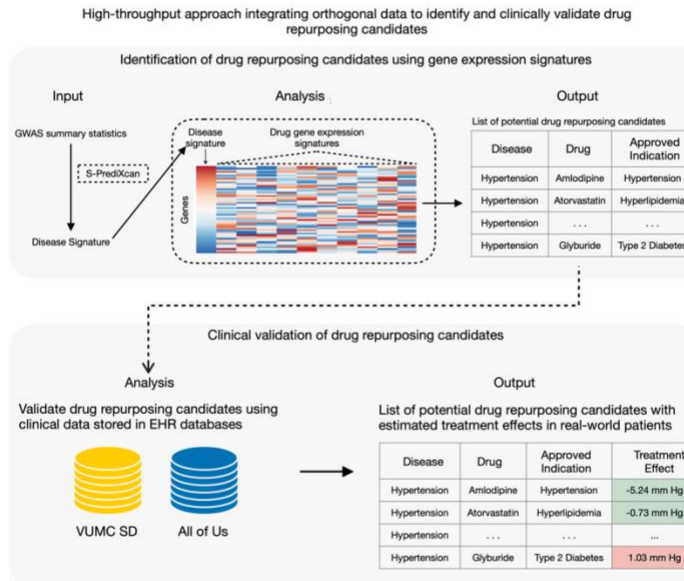 High-throughput approach integrating orthogonal data to identify and clinically validate drug
repurposing candidates
Identification of drug repurposing candidates using gene expression signatures
Input
GWAS summary statistics
S-PrediXcan
Disease Signature
Analysis
Disease
signature
Drug gene expression
signatures
Genes
Output
List of potential drug repurposing candidates
Disease Drug Approved
Indication
Hypertension Amlodipine Hypertension
Hypertension Atorvastatin Hyperlipidemia
Hypertension ... ...
Hypertension Glyburide Type 2 Diabetes
Clinical validation of drug repurposing candidates
Analysis
Validate drug repurposing candidates using
clinical data stored in EHR databases
VUMC SD All of Us
Output
List of potential drug repurposing candidates with
estimated treatment effects in real-world patients
Disease Drug Approved Treatment
Indication Effect
Hypertension Amlodipine Hypertension -5.24 mm Hg
Hypertension Atorvastatin Hyperlipidemia -0.73 mm Hg
Hypertension ... ... ...
Hypertension Glyburide Type 2 Diabetes 1.03 mm Hg